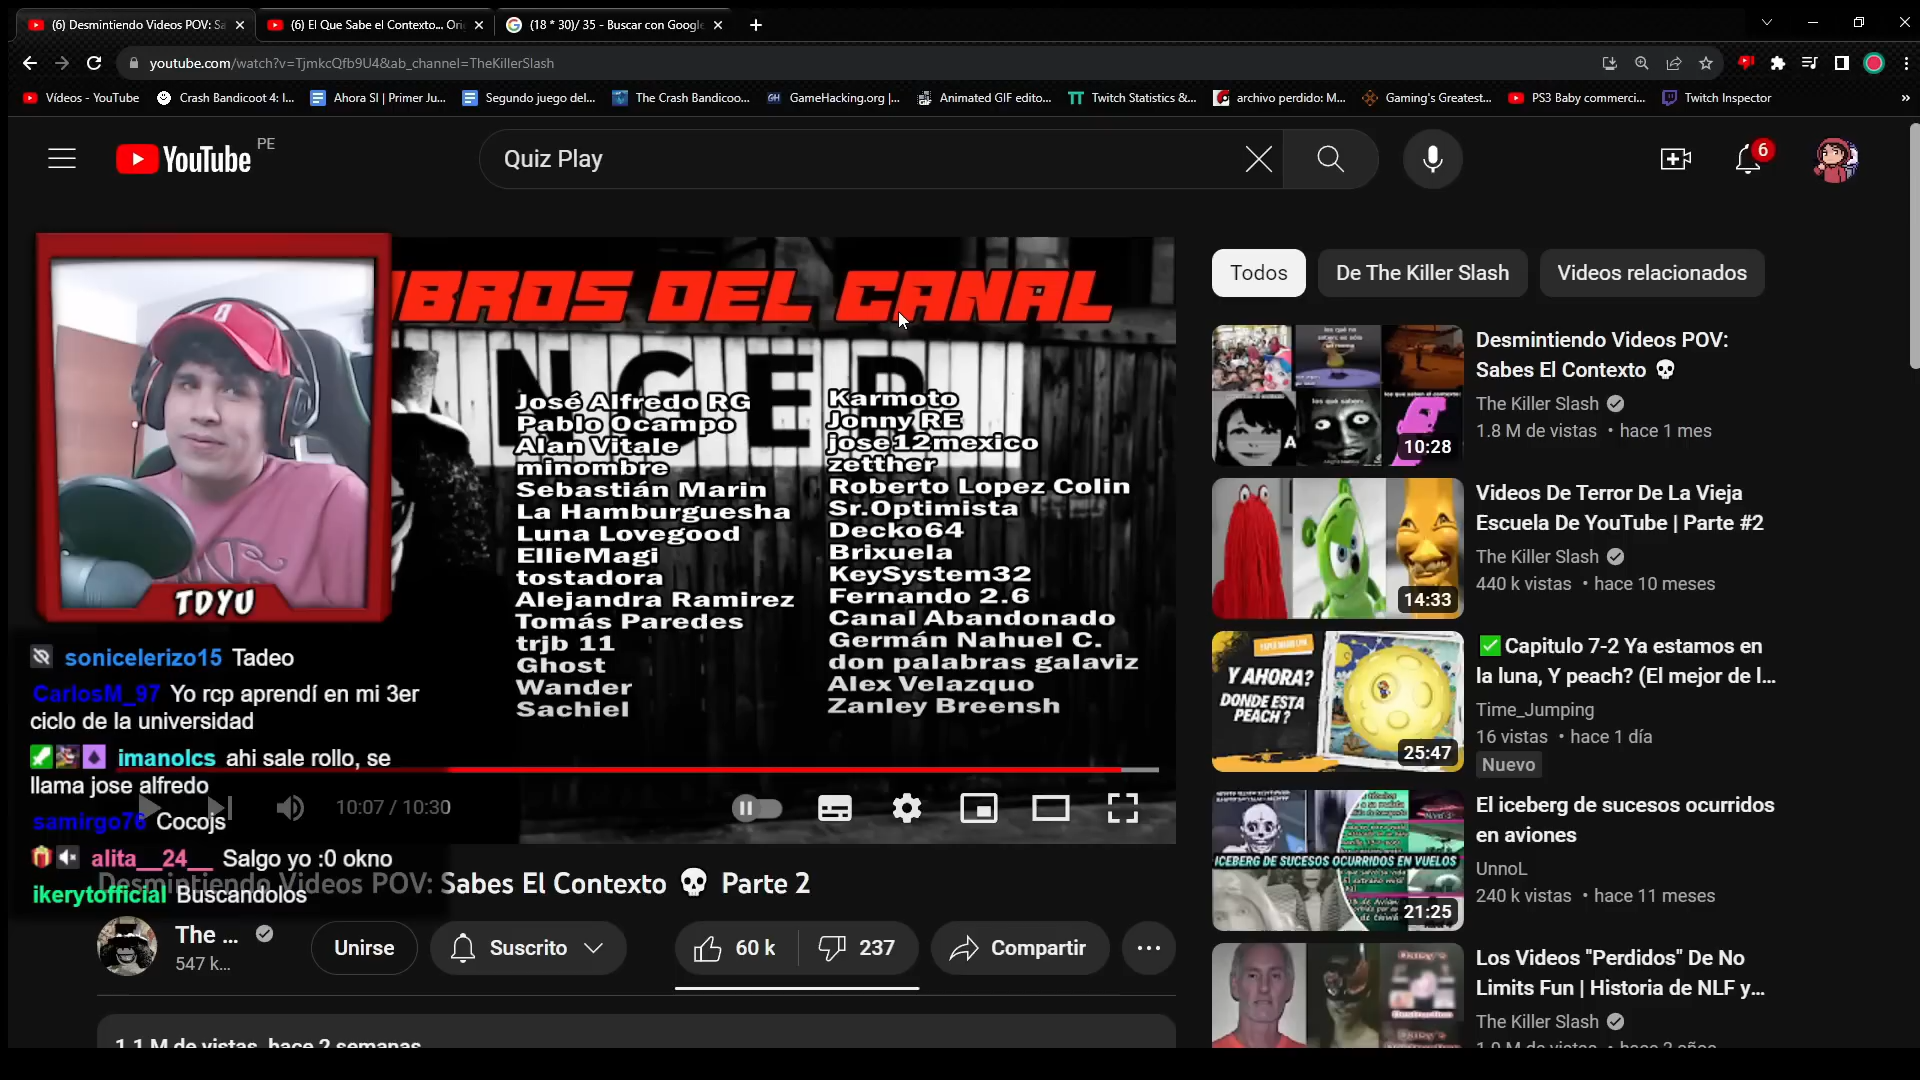 (6) Desmintiendo Videos POV: Sa
(6) El Que Sabe el Contexto... Ori
(18 * 30)/ 35 - Buscar con Google
youtube.com/watch?v=TjmkcQfb9U4&ab_channel=TheKillerSlash
Vídeos - YouTube
Crash Bandicoot 4: I...
Ahora SI | Primer Ju...
Segundo juego del...
The Crash Bandicoo...
GameHacking.org |...
Animated GIF edito...
Twitch Statistics &...
archivo perdido: M...
Gaming's Greatest...
PS3 Baby commerci...
Twitch Inspector
YouTube PE
Quiz Play
6
BROS DEL CANAL
NGER
José Alfredo RG
Pablo Ocampo
Alan Vitale
minombre
Sebastián Marin
La Hamburguesha
Luna Lovegood
EllieMagi
tostadora
Alejandra Ramirez
Tomás Paredes
trjb 11
Ghost
Wander
Sachiel
Karmoto
Jonny RE
jose12mexico
zetther
Roberto Lopez Colin
Sr.Optimista
Decko64
Brixuela
KeySystem32
Fernando 2.6
Canal Abandonado
Germán Nahuel C.
don palabras galaviz
Alex Velazquo
Zanley Breensh
TDYU
sonicelerizo15 Tadeo
CarlosM_97 Yo rcp aprendí en mi 3er
ciclo de la universidad
imanolcs ahi sale rollo, se
llama jose alfredo
samirgo76 Cocojs
alita__24__ Salgo yo :0 okno
ikerytofficial Buscandolos
10:07 / 10:30
Desmintiendo Videos POV: Sabes El Contexto 💀 Parte 2
The ...
547 k...
Unirse
Suscrito
60 k
237
Compartir
1.1 M de vistas hace 2 semanas
Todos
De The Killer Slash
Videos relacionados
10:28
Desmintiendo Videos POV:
Sabes El Contexto 💀
The Killer Slash
1.8 M de vistas • hace 1 mes
14:33
Videos De Terror De La Vieja
Escuela De YouTube | Parte #2
The Killer Slash
440 k vistas • hace 10 meses
Y AHORA?
DONDE ESTA
PEACH ?
25:47
✅Capitulo 7-2 Ya estamos en
la luna, Y peach? (El mejor de l...
Time_Jumping
16 vistas • hace 1 día
Nuevo
ICEBERG DE SUCESOS OCURRIDOS EN VUELOS
21:25
El iceberg de sucesos ocurridos
en aviones
UnnoL
240 k vistas • hace 11 meses
Los Videos "Perdidos" De No
Limits Fun | Historia de NLF y...
The Killer Slash